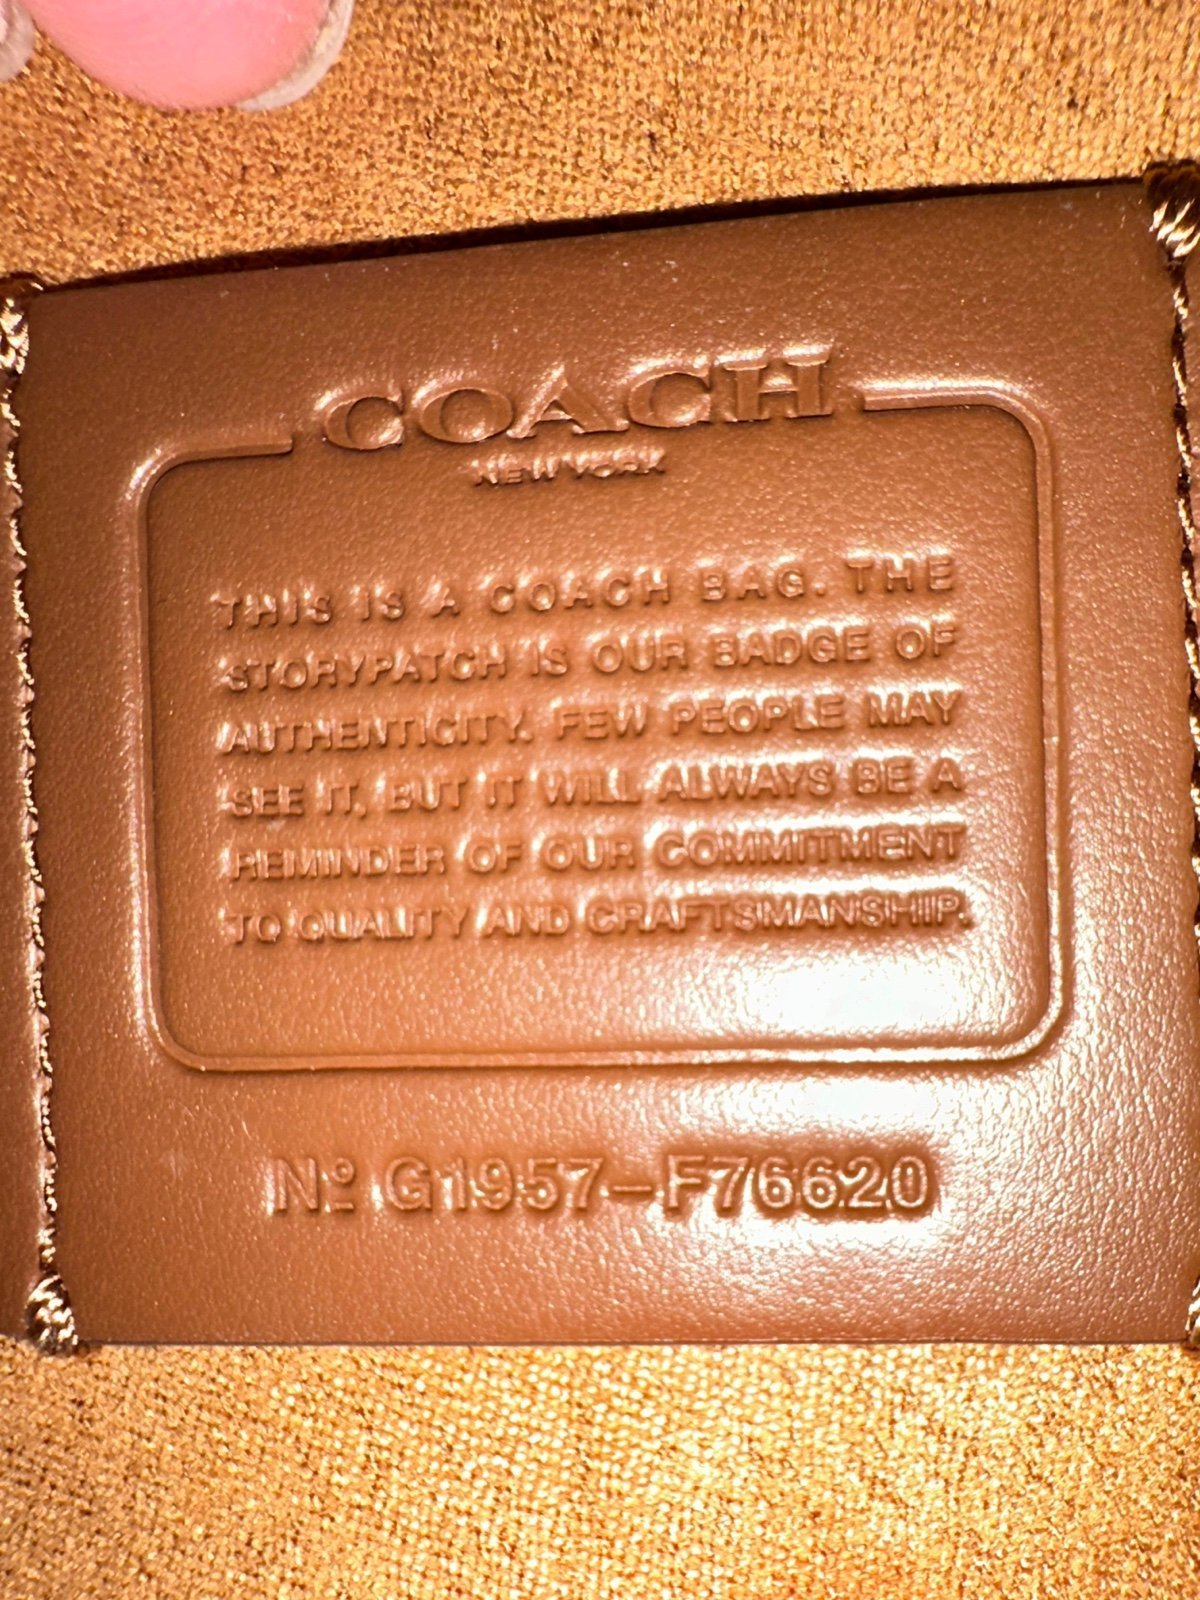 COACH
NEW YORK
THIS IS A COACH BAG. THE
STORYPATCH IS OUR BADGE OF
AUTHENTICITY. FEW PEOPLE MAY
SEE IT, BUT IT WILL ALWAYS BE A
REMINDER OF OUR COMMITMENT
TO QUALITY AND CRAFTSMANSHIP.
Nº G1957-F76620